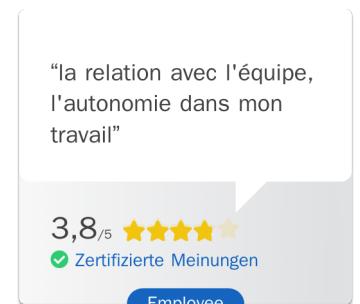 “la relation avec l'équipe,
l'autonomie dans mon
travail”
3,8/5
Zertifizierte Meinungen
Employee